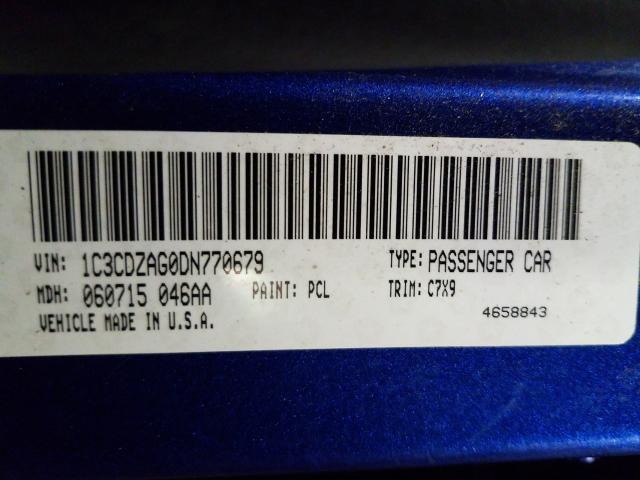 VIN: 1C3CDZAG0DN770679 TYPE: PASSENGER CAR
MDH: 060715 046AA PAINT: PCL TRIM: C7X9
VEHICLE MADE IN U.S.A. 4658843